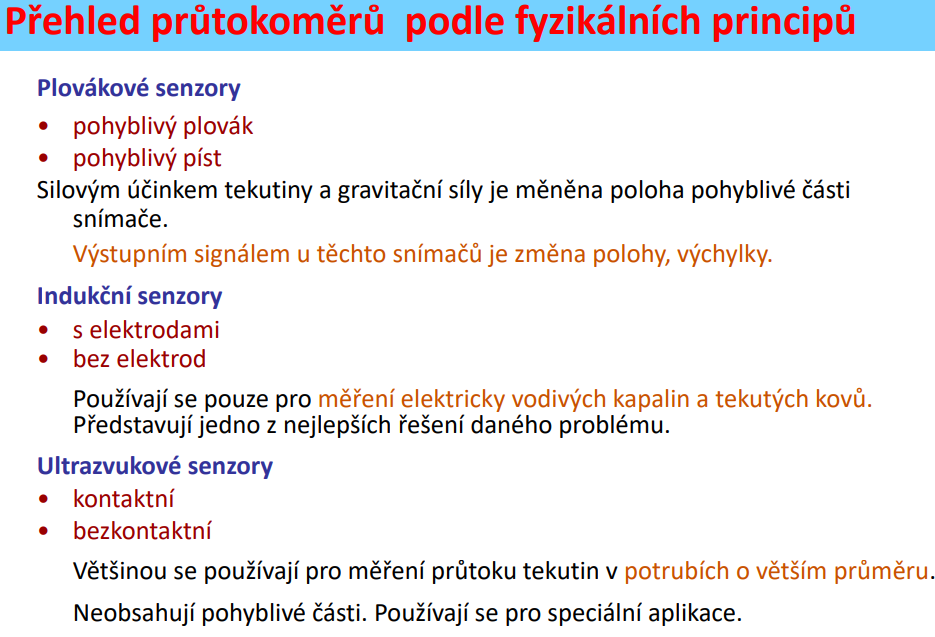 Přehled průtokoměrů podle fyzikálních principů
Plovákové senzory
• pohyblivý plovák
• pohyblivý píst
Silovým účinkem tekutiny a gravitační síly je měněna poloha pohyblivé části
snímače.
Výstupním signálem u těchto snímačů je změna polohy, výchylky.
Indukční senzory
• s elektrodami
• bez elektrod
Používají se pouze pro měření elektricky vodivých kapalin a tekutých kovů.
Představují jedno z nejlepších řešení daného problému.
Ultrazvukové senzory
• kontaktní
• bezkontaktní
Většinou se používají pro měření průtoku tekutin v potrubích o větším průměru.
Neobsahují pohyblivé části. Používají se pro speciální aplikace.